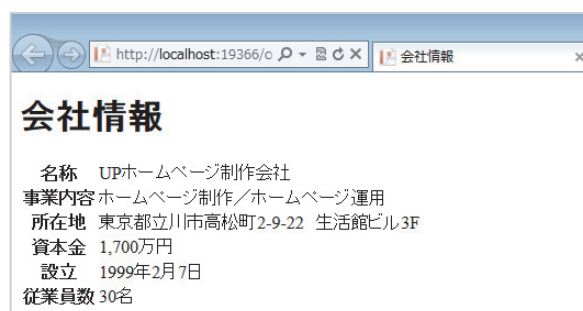 http://localhost:19366/c
会社情報
会社情報
名称 UPホームページ制作会社
事業内容 ホームページ制作／ホームページ運用
所在地 東京都立川市高松町2-9-22 生活館ビル3F
資本金 1,700万円
設立 1999年2月7日
従業員数 30名